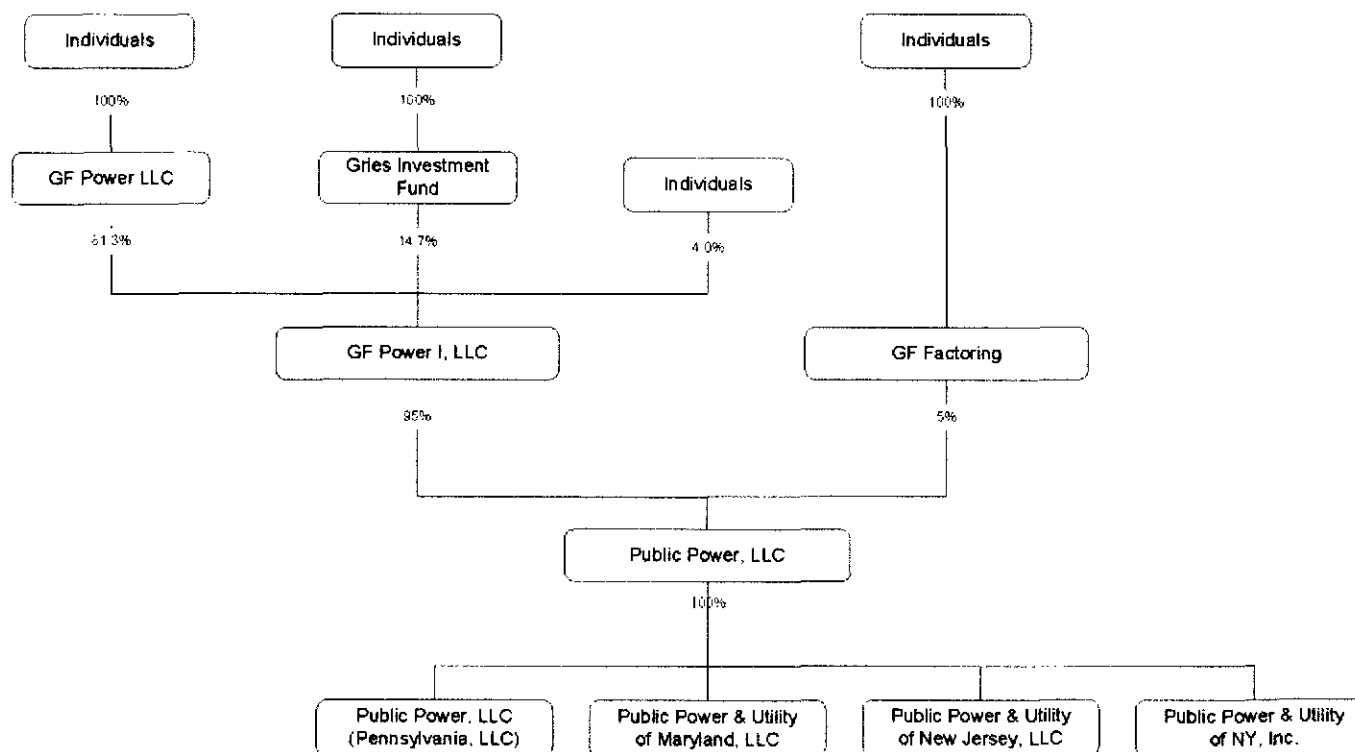 Individuals
Individuals
Individuals
100%
100%
100%
GF Power LLC
Gries Investment
Fund
Individuals
14.7%
4.0%
GF Power I, LLC
GF Factoring
95%
5%
Public Power, LLC
100%
Public Power, LLC
(Pennsylvania, LLC)
Public Power & Utility
of Maryland, LLC
Public Power & Utility
of New Jersey, LLC
Public Power & Utility
of NY, Inc.